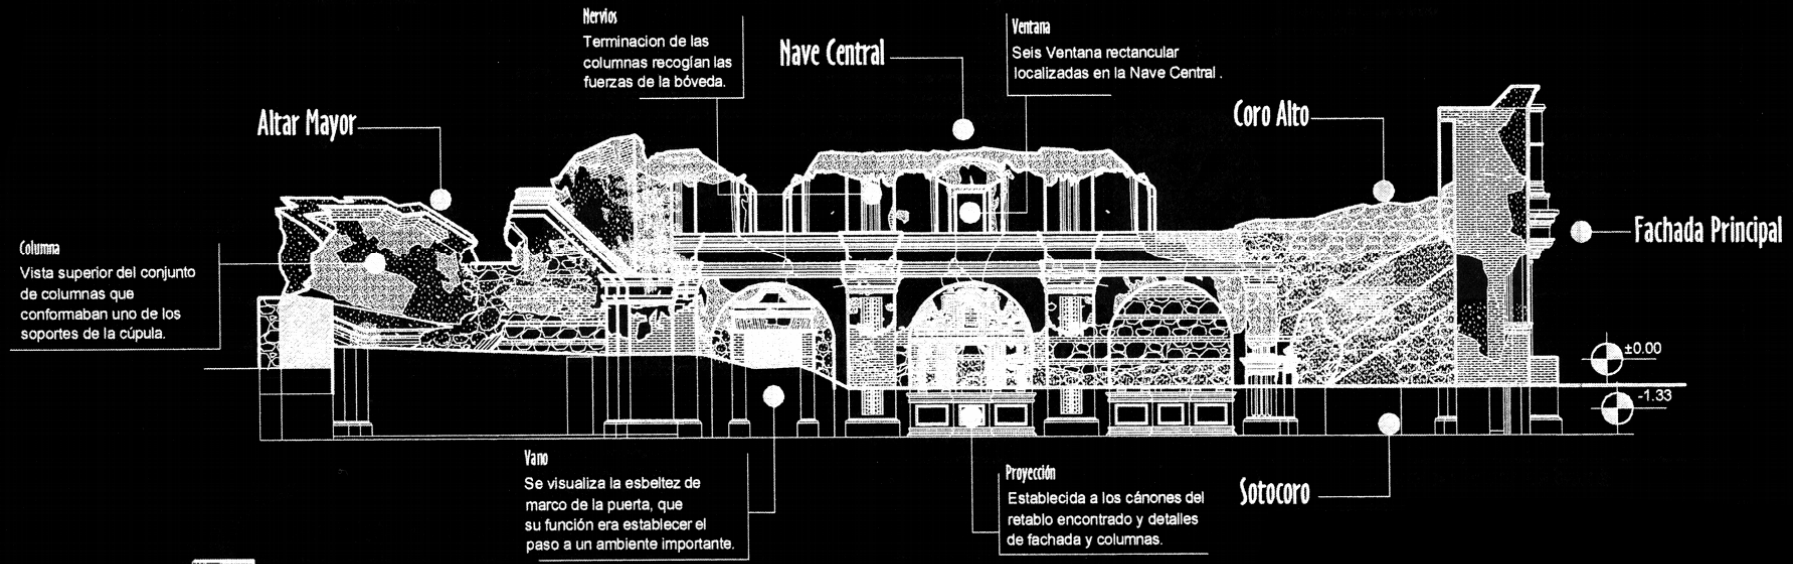 Nervios
Terminacion de las
columnas recogían las
fuerzas de la bóveda.
Nave Central
Ventana
Seis Ventana rectancular
localizadas en la Nave Central .
Altar Mayor
Coro Alto
Fachada Principal
Columna
Vista superior del conjunto
de columnas que
conformaban uno de los
soportes de la cúpula.
±0.00
-1.33
Vano
Se visualiza la esbeltez de
marco de la puerta, que
su función era establecer el
paso a un ambiente importante.
Proyección
Establecida a los cánones del
retablo encontrado y detalles
de fachada y columnas.
Sotocoro